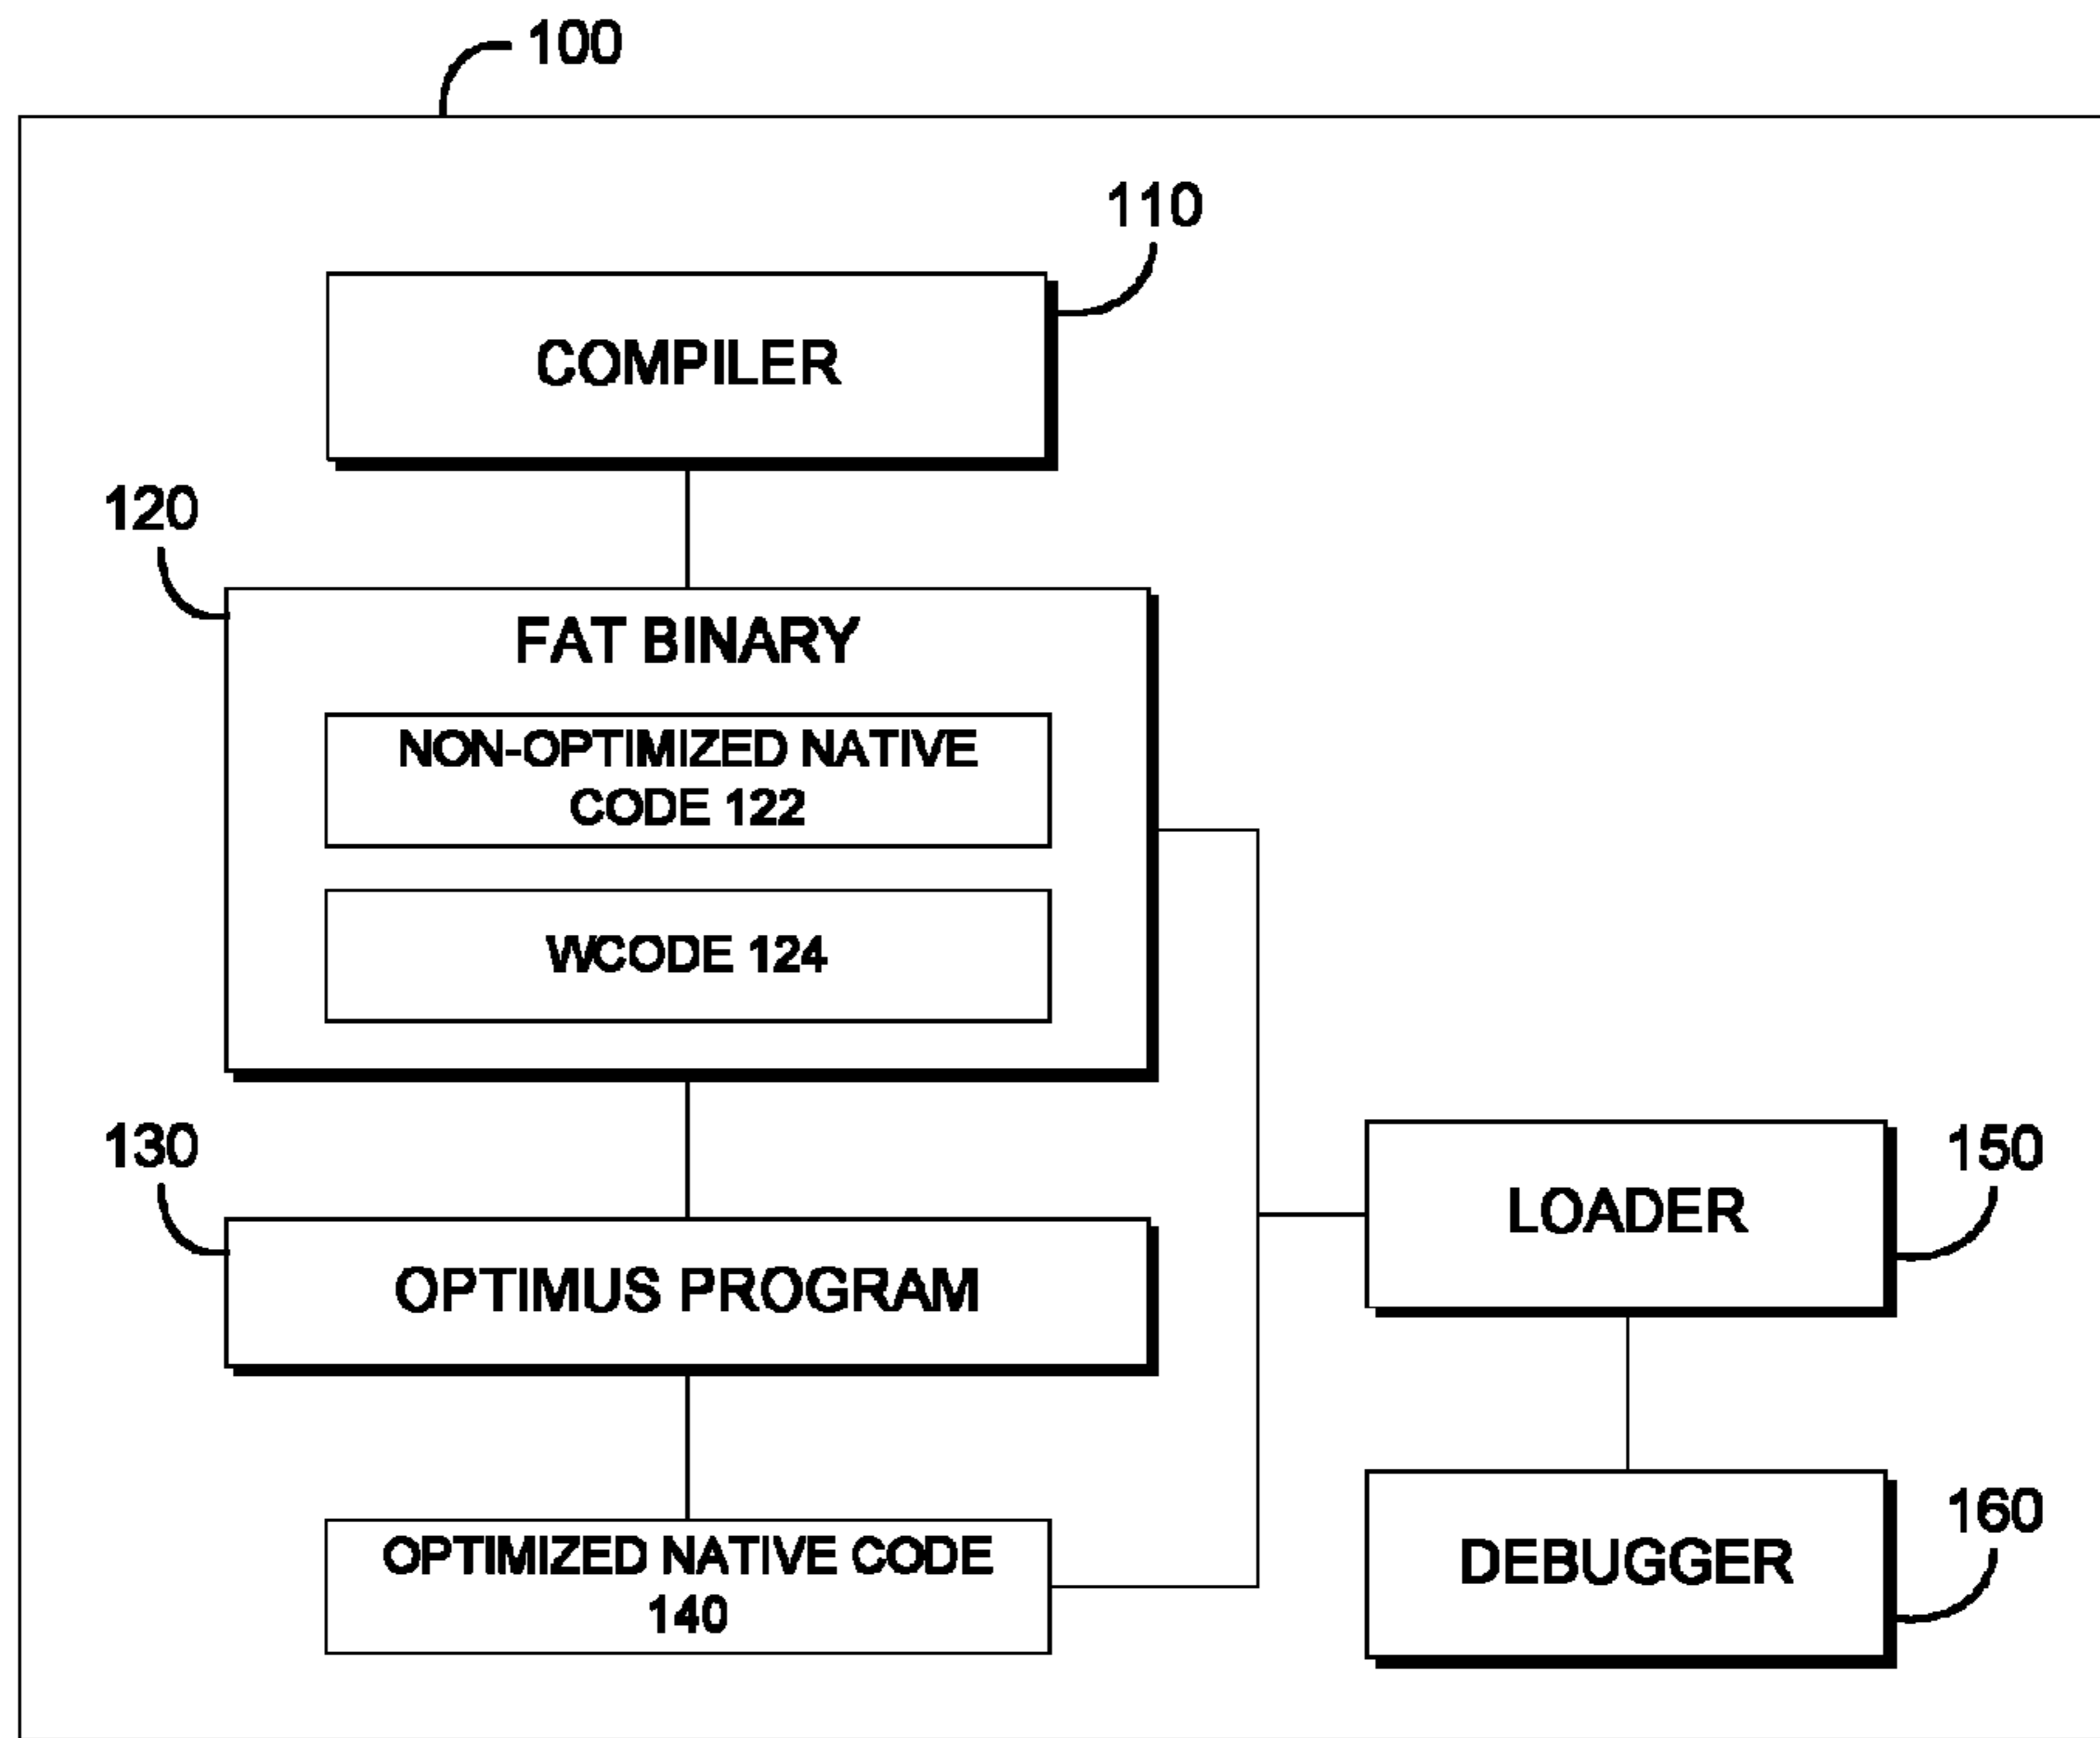 100
110
COMPILER
120
FAT BINARY
NON-OPTIMIZED NATIVE
CODE 122
WCODE 124
130
OPTIMUS PROGRAM
150
LOADER
OPTIMIZED NATIVE CODE
140
160
DEBUGGER